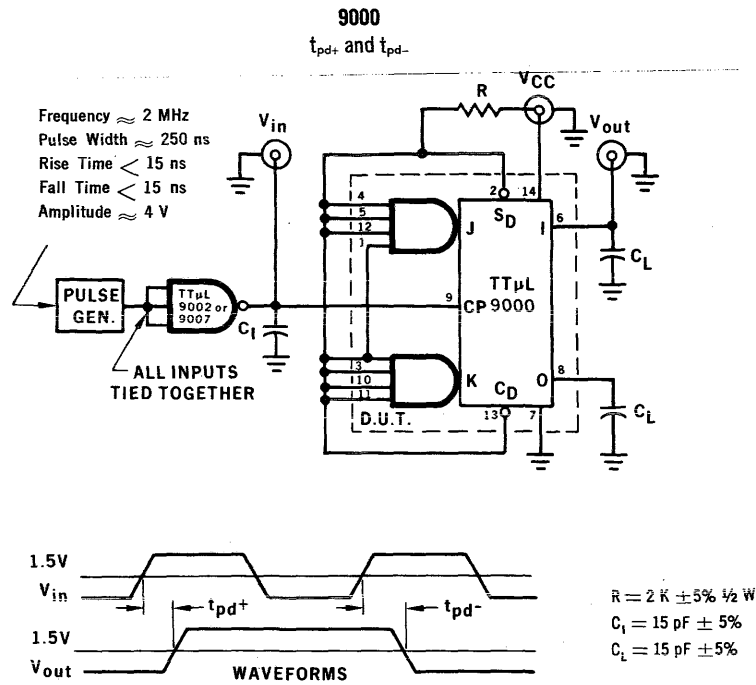 9000
tpd+ and tpd–
Frequency ≈ 2 MHz
Pulse Width ≈ 250 ns
Rise Time < 15 ns
Fall Time < 15 ns
Amplitude ≈ 4 V
Vin
R
VCC
Vout
2
14
4
5
12
1
J
SD
I
6
CL
PULSE
GEN.
TTμL
9002 or
9007
C1
9
CP
TTμL
9000
ALL INPUTS
TIED TOGETHER
3
10
11
K
CD
O
8
D.U.T.
13
7
CL
1.5V
Vin
tpd+
tpd-
1.5V
Vout
WAVEFORMS
R = 2 K ±5% ½ W
C1 = 15 pF ± 5%
CL = 15 pF ± 5%